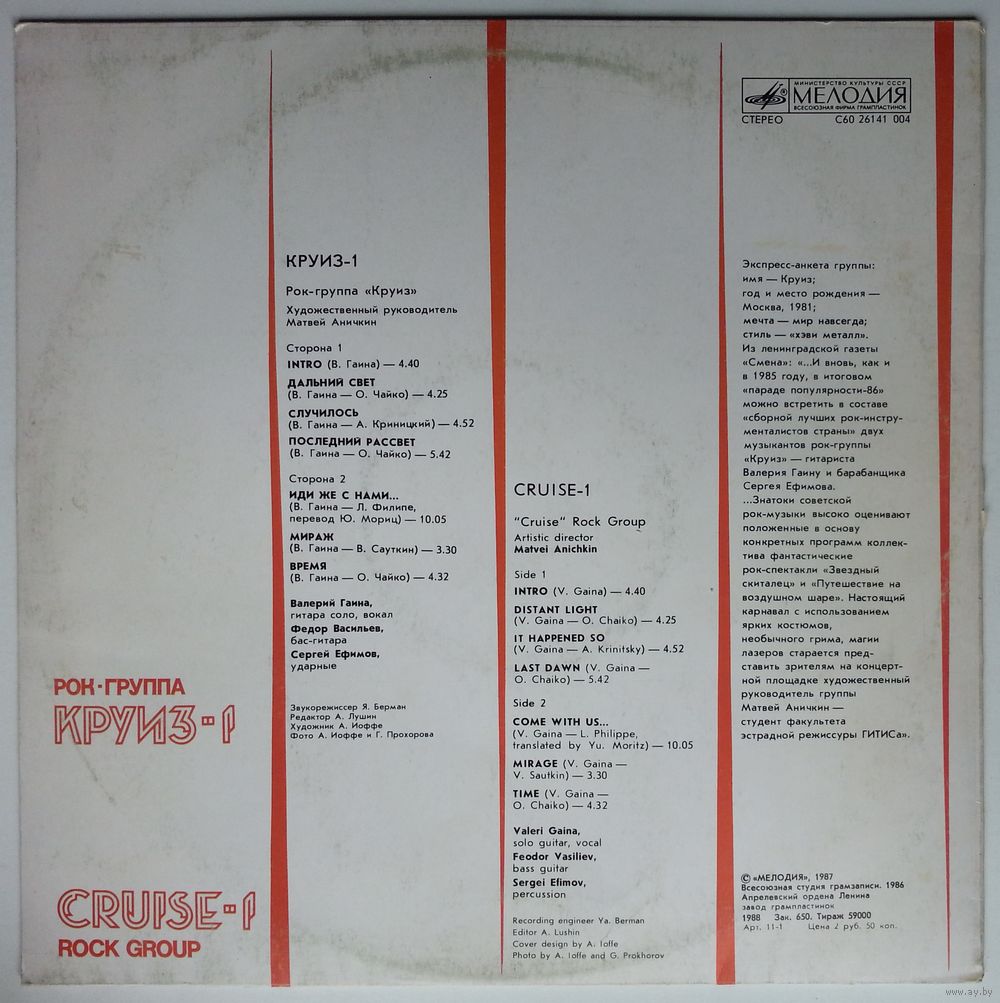 РОК·ГРУППА
КРУИЗ-1
CRUISE-1
ROCK GROUP
КРУИЗ-1
Рок-группа «Круиз»
Художественный руководитель
Матвей Аничкин
Сторона 1
INTRO (В. Гаина) — 4.40
ДАЛЬНИЙ СВЕТ
(В. Гаина — О. Чайко) — 4.25
СЛУЧИЛОСЬ
(В. Гаина — А. Криницкий) — 4.52
ПОСЛЕДНИЙ РАССВЕТ
(В. Гаина — О. Чайко) — 5.42
Сторона 2
ИДИ ЖЕ С НАМИ...
(В. Гаина — Л. Филипе,
перевод Ю. Мориц) — 10.05
МИРАЖ
(В. Гаина — В. Сауткин) — 3.30
ВРЕМЯ
(В. Гаина — О. Чайко) — 4.32
Валерий Гаина,
гитара соло, вокал
Федор Васильев,
бас-гитара
Сергей Ефимов,
ударные
Звукорежиссер Я. Берман
Редактор А. Лушин
Художник А. Иоффе
Фото А. Иоффе и Г. Прохорова
CRUISE-1
"Cruise" Rock Group
Artistic director
Matvei Anichkin
Side 1
INTRO (V. Gaina) — 4.40
DISTANT LIGHT
(V. Gaina — O. Chaiko) — 4.25
IT HAPPENED SO
(V. Gaina — A. Krinitsky) — 4.52
LAST DAWN (V. Gaina —
O. Chaiko) — 5.42
Side 2
COME WITH US...
(V. Gaina — L. Philippe,
translated by Yu. Moritz) — 10.05
MIRAGE (V. Gaina —
V. Sautkin) — 3.30
TIME (V. Gaina —
O. Chaiko) — 4.32
Valeri Gaina,
solo guitar, vocal
Feodor Vasiliev,
bass guitar
Sergei Efimov,
percussion
Recording engineer Ya. Berman
Editor A. Lushin
Cover design by A. Ioffe
Photo by A. Ioffe and G. Prokhorov
МИНИСТЕРСТВО КУЛЬТУРЫ СССР
МЕЛОДИЯ
ВСЕСОЮЗНАЯ ФИРМА ГРАМПЛАСТИНОК
СТЕРЕО С60 26141 004
Экспресс-анкета группы:
имя — Круиз;
год и место рождения —
Москва, 1981;
мечта — мир навсегда;
стиль — «хэви металл».
Из ленинградской газеты
«Смена»: «...И вновь, как и
в 1985 году, в итоговом
«параде популярности-86»
можно встретить в составе
«сборной лучших рок-инстру-
менталистов страны» двух
музыкантов рок-группы
«Круиз» — гитариста
Валерия Гаину и барабанщика
Сергея Ефимова.
...Знатоки советской
рок-музыки высоко оценивают
положенные в основу
конкретных программ коллек-
тива фантастические
рок-спектакли «Звездный
скиталец» и «Путешествие на
воздушном шаре». Настоящий
карнавал с использованием
ярких костюмов,
необычного грима, магии
лазеров старается пред-
ставить зрителям на концерт-
ной площадке художественный
руководитель группы
Матвей Аничкин —
студент факультета
эстрадной режиссуры ГИТИСа».
© «МЕЛОДИЯ», 1987
Всесоюзная студия грамзаписи. 1986
Апрелевский ордена Ленина
завод грампластинок
1988 Зак. 650. Тираж 59000
Арт. 11-1 Цена 2 руб. 50 коп.
www.ay.by